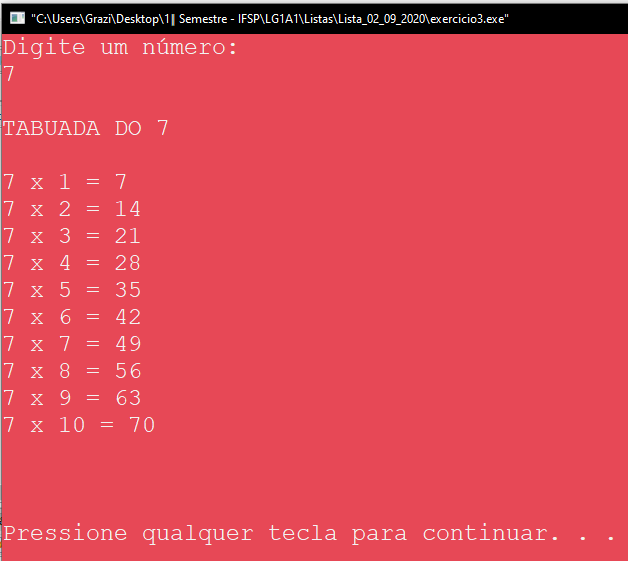 "C:\Users\Grazi\Desktop\1 Semestre - IFSP\LG1A1\Listas\Lista_02_09_2020\exercicio3.exe"
Digite um número:
7
TABUADA DO 7
7 x 1 = 7
7 x 2 = 14
7 x 3 = 21
7 x 4 = 28
7 x 5 = 35
7 x 6 = 42
7 x 7 = 49
7 x 8 = 56
7 x 9 = 63
7 x 10 = 70
Pressione qualquer tecla para continuar. . .